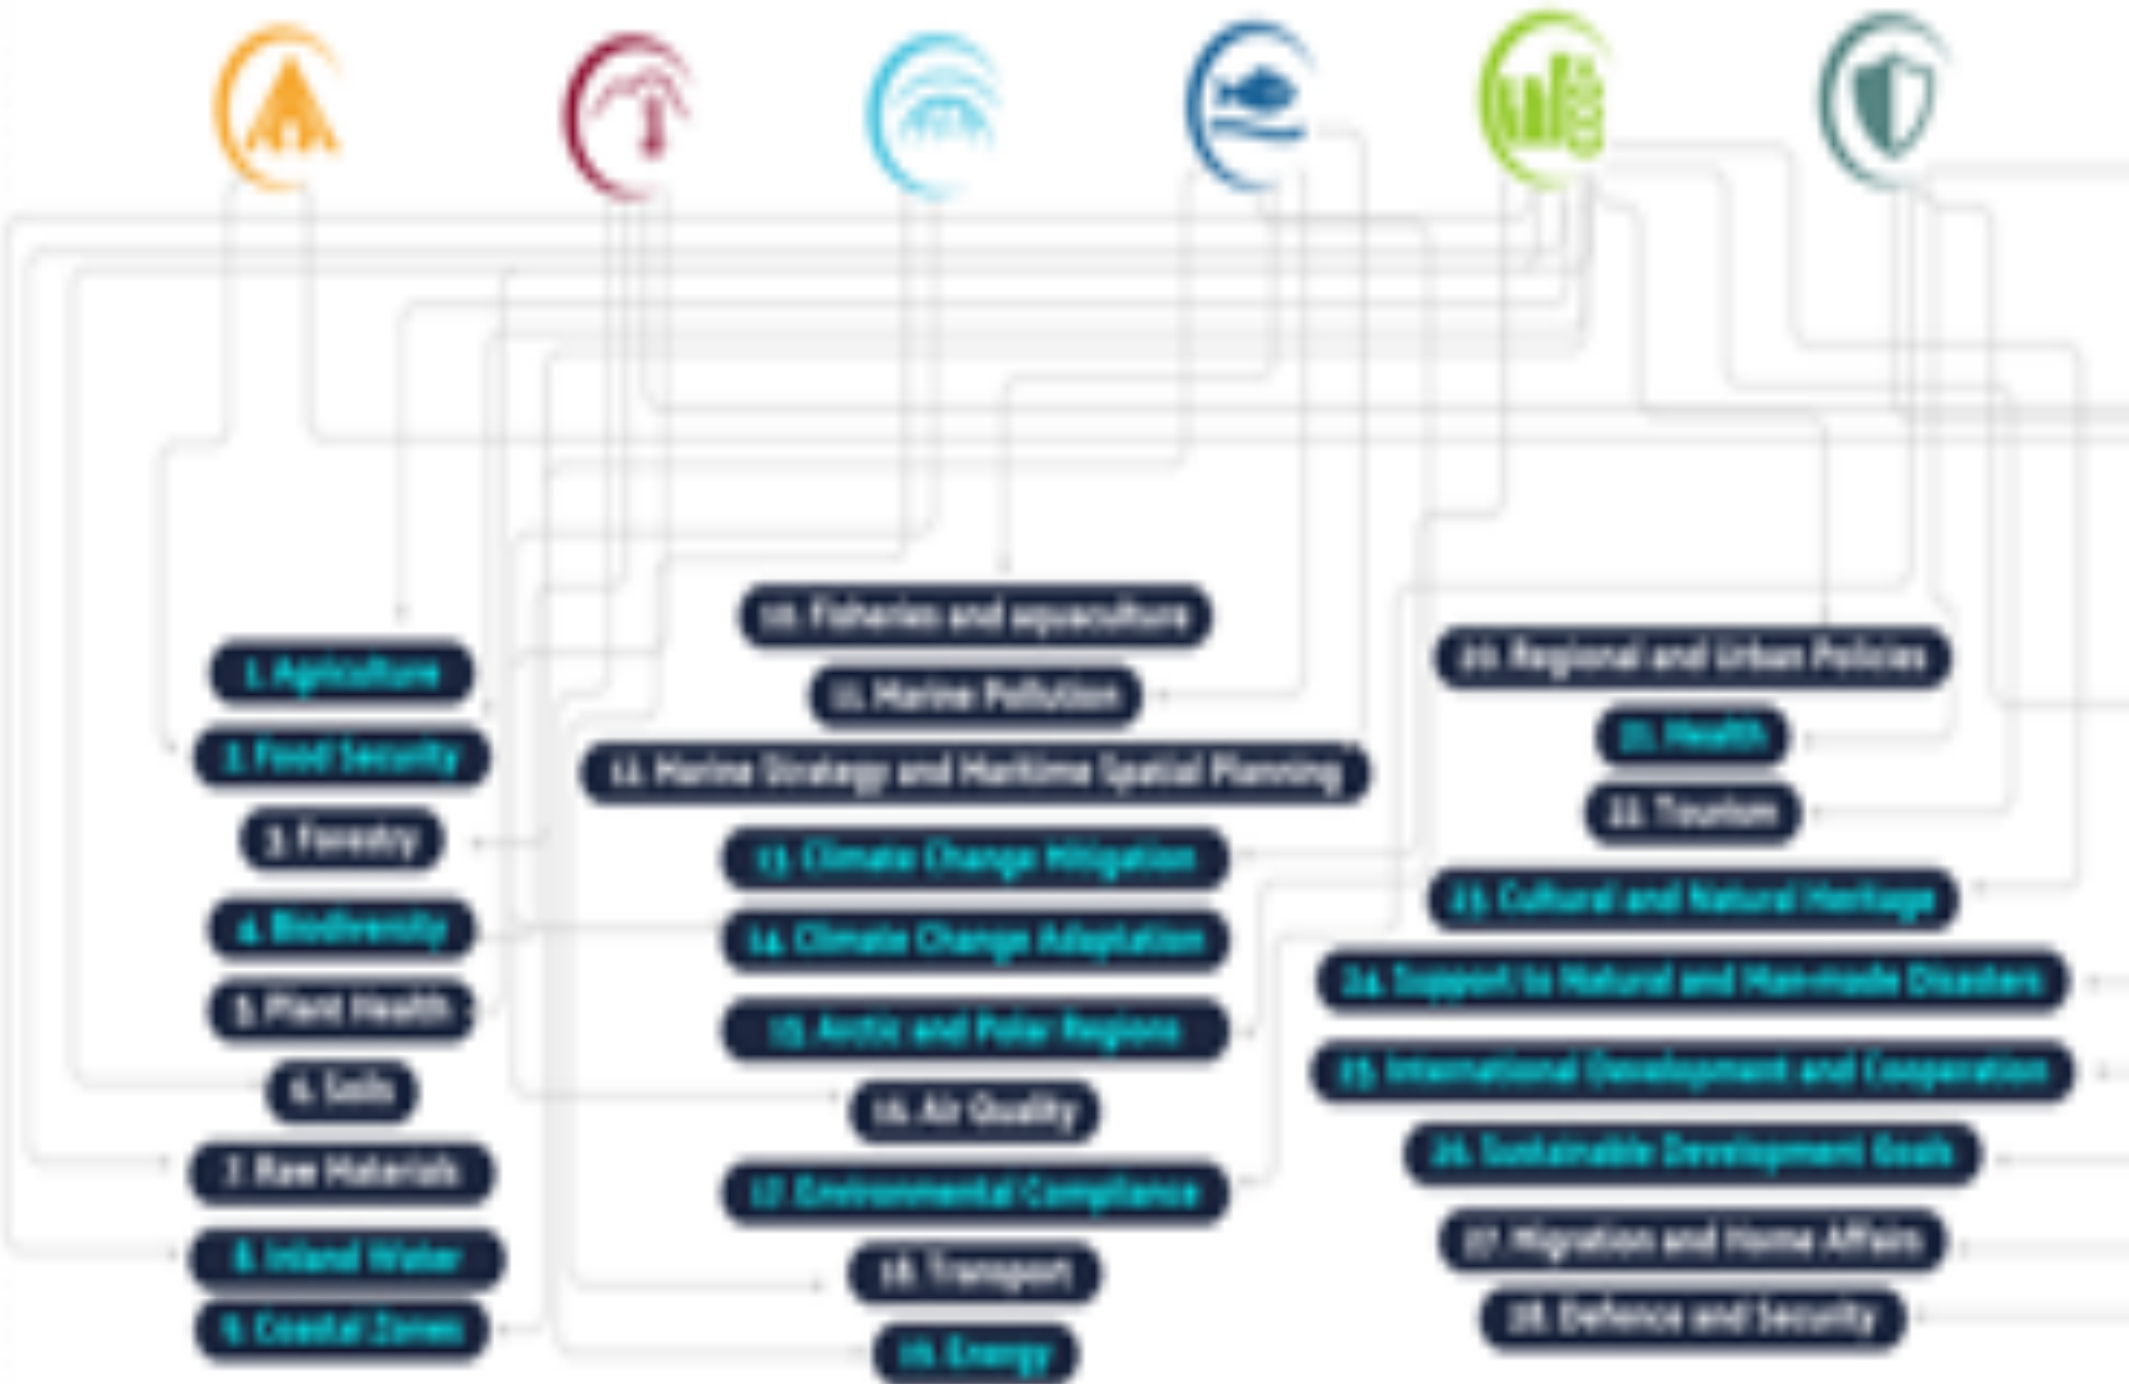 1. Agriculture
2. Food Security
3. Forestry
4. Biodiversity
5. Plant Health
6. Soils
7. Raw Materials
8. Inland Water
9. Coastal Zones
10. Fisheries and aquaculture
11. Marine Pollution
12. Marine Strategy and Maritime Spatial Planning
13. Climate Change Mitigation
14. Climate Change Adaptation
15. Arctic and Polar Regions
16. Air Quality
17. Environmental Compliance
18. Transport
19. Energy
20. Regional and Urban Policies
21. Health
22. Tourism
23. Cultural and Natural Heritage
24. Support to Natural and Man-made Disasters
25. International Development and Cooperation
26. Sustainable Development Goals
27. Migration and Home Affairs
28. Defence and Security